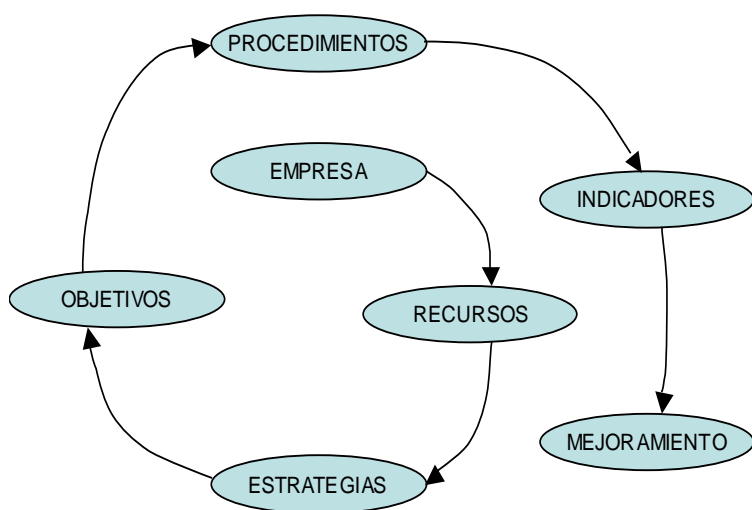 PROCEDIMIENTOS
EMPRESA
INDICADORES
OBJETIVOS
RECURSOS
MEJORAMIENTO
ESTRATEGIAS